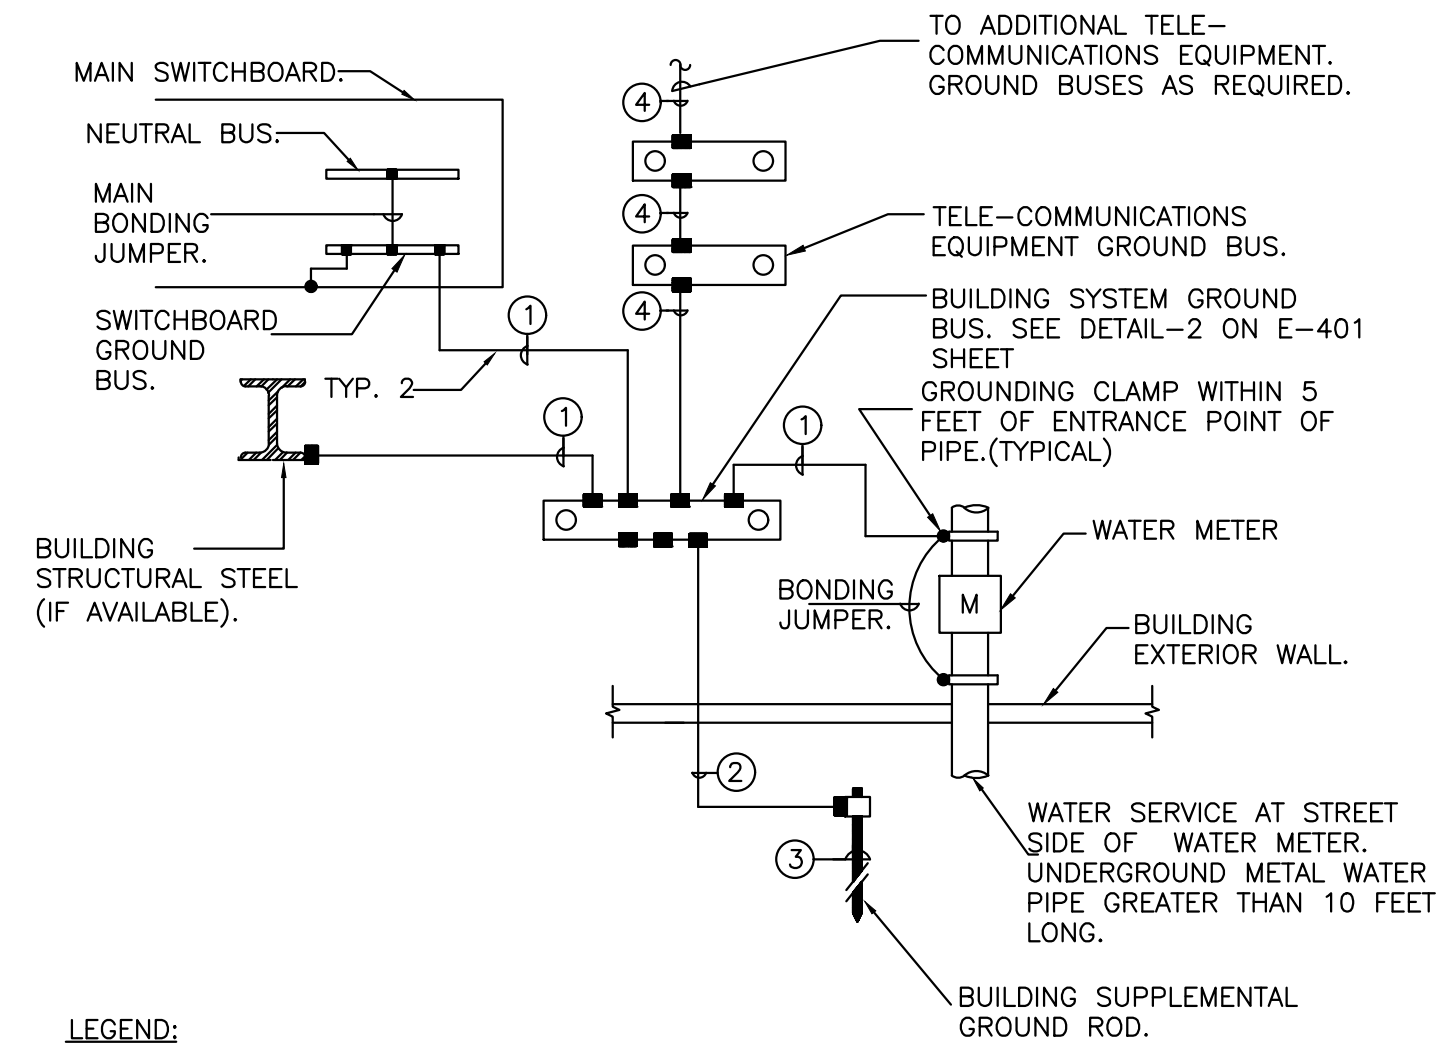 TO ADDITIONAL TELE-
COMMUNICATIONS EQUIPMENT.
GROUND BUSES AS REQUIRED.
MAIN SWITCHBOARD.
4
NEUTRAL BUS.
MAIN
BONDING
JUMPER.
4
TELE-COMMUNICATIONS
EQUIPMENT GROUND BUS.
SWITCHBOARD
GROUND
BUS.
1
4
BUILDING SYSTEM GROUND
BUS. SEE DETAIL-2 ON E-401
SHEET
TYP. 2
1
1
GROUNDING CLAMP WITHIN 5
FEET OF ENTRANCE POINT OF
PIPE.(TYPICAL)
BUILDING
STRUCTURAL STEEL
(IF AVAILABLE).
WATER METER
BONDING
JUMPER.
M
BUILDING
EXTERIOR WALL.
2
3
WATER SERVICE AT STREET
SIDE OF WATER METER.
UNDERGROUND METAL WATER
PIPE GREATER THAN 10 FEET
LONG.
BUILDING SUPPLEMENTAL
GROUND ROD.
LEGEND: